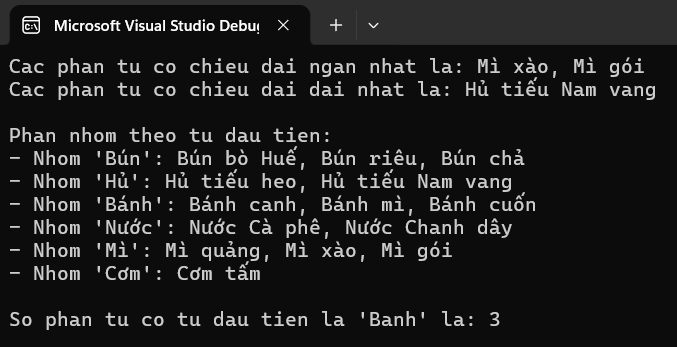 Microsoft Visual Studio Debug
Cac phan tu co chieu dai ngan nhat la: Mì xào, Mì gói
Cac phan tu co chieu dai dai nhat la: Hủ tiếu Nam vang
Phan nhom theo tu dau tien:
- Nhom 'Bún': Bún bò Huế, Bún riêu, Bún chả
- Nhom 'Hủ': Hủ tiếu heo, Hủ tiếu Nam vang
- Nhom 'Bánh': Bánh canh, Bánh mì, Bánh cuốn
- Nhom 'Nước': Nước Cà phê, Nước Chanh dây
- Nhom 'Mì': Mì quảng, Mì xào, Mì gói
- Nhom 'Cơm': Cơm tấm
So phan tu co tu dau tien la 'Banh' la: 3